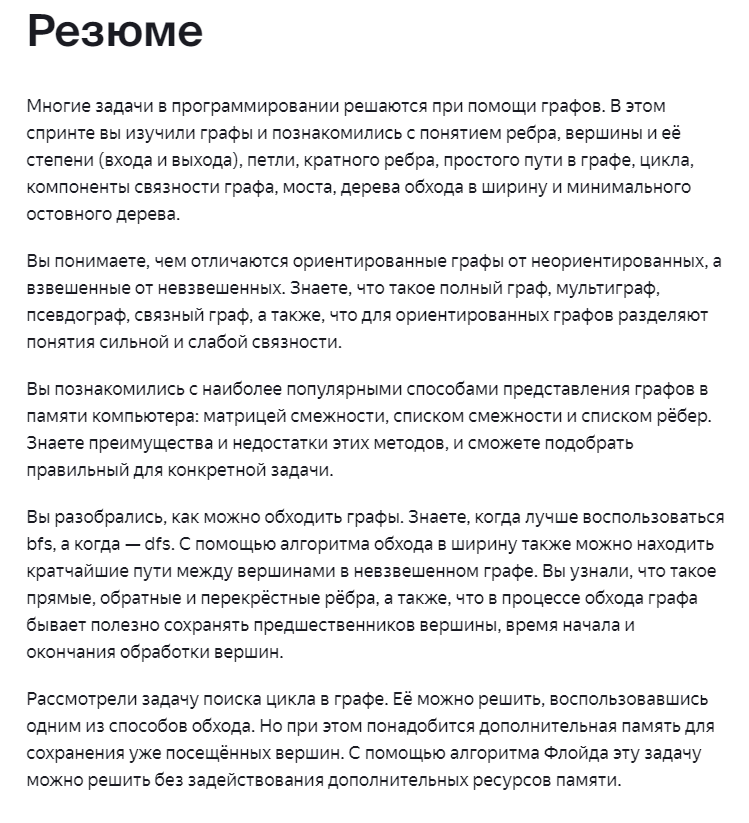 Резюме
Многие задачи в программировании решаются при помощи графов. В этом
спринте вы изучили графы и познакомились с понятием ребра, вершины и её
степени (входа и выхода), петли, кратного ребра, простого пути в графе, цикла,
компоненты связности графа, моста, дерева обхода в ширину и минимального
остовного дерева.
Вы понимаете, чем отличаются ориентированные графы от неориентированных, а
взвешенные от невзвешенных. Знаете, что такое полный граф, мультиграф,
псевдограф, связный граф, а также, что для ориентированных графов разделяют
понятия сильной и слабой связности.
Вы познакомились с наиболее популярными способами представления графов в
памяти компьютера: матрицей смежности, списком смежности и списком рёбер.
Знаете преимущества и недостатки этих методов, и сможете подобрать
правильный для конкретной задачи.
Вы разобрались, как можно обходить графы. Знаете, когда лучше воспользоваться
bfs, а когда — dfs. С помощью алгоритма обхода в ширину также можно находить
кратчайшие пути между вершинами в невзвешенном графе. Вы узнали, что такое
прямые, обратные и перекрёстные рёбра, а также, что в процессе обхода графа
бывает полезно сохранять предшественников вершины, время начала и
окончания обработки вершин.
Рассмотрели задачу поиска цикла в графе. Её можно решить, воспользовавшись
одним из способов обхода. Но при этом понадобится дополнительная память для
сохранения уже посещённых вершин. С помощью алгоритма Флойда эту задачу
можно решить без задействования дополнительных ресурсов памяти.